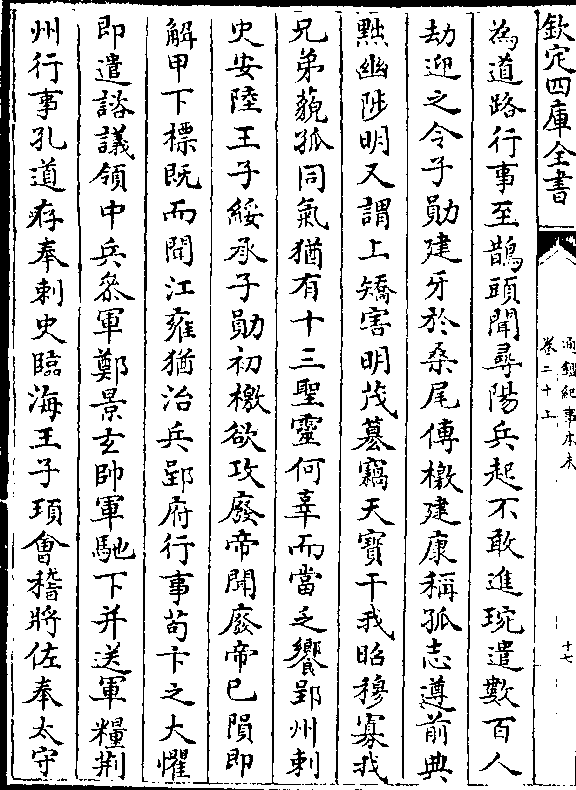 欽定四庫全書
通鑑紀事本末
卷二十上
十七
為道路行事至鵲頭聞尋陽兵起不敢進琬遣數百人
劫迎之令子勛建牙於桑尾傳檄建康稱孤志遵前典
黜幽陟明又謂上矯害明茂篡竊天寶干我昭穆寡我
兄弟藐孤同氣猶有十三聖靈何辜而當乏饗郢州刺
史安陸王子綏承子勛初檄欲攻廢帝聞廢帝已隕即
解甲下標既而聞江雍猶治兵郢府行事苟卞之大懼
即遣諮議領中兵叅軍鄭景玄帥軍馳下并送軍糧荆
州行事孔道存奉刺史臨海王子頊會稽將佐奉太守